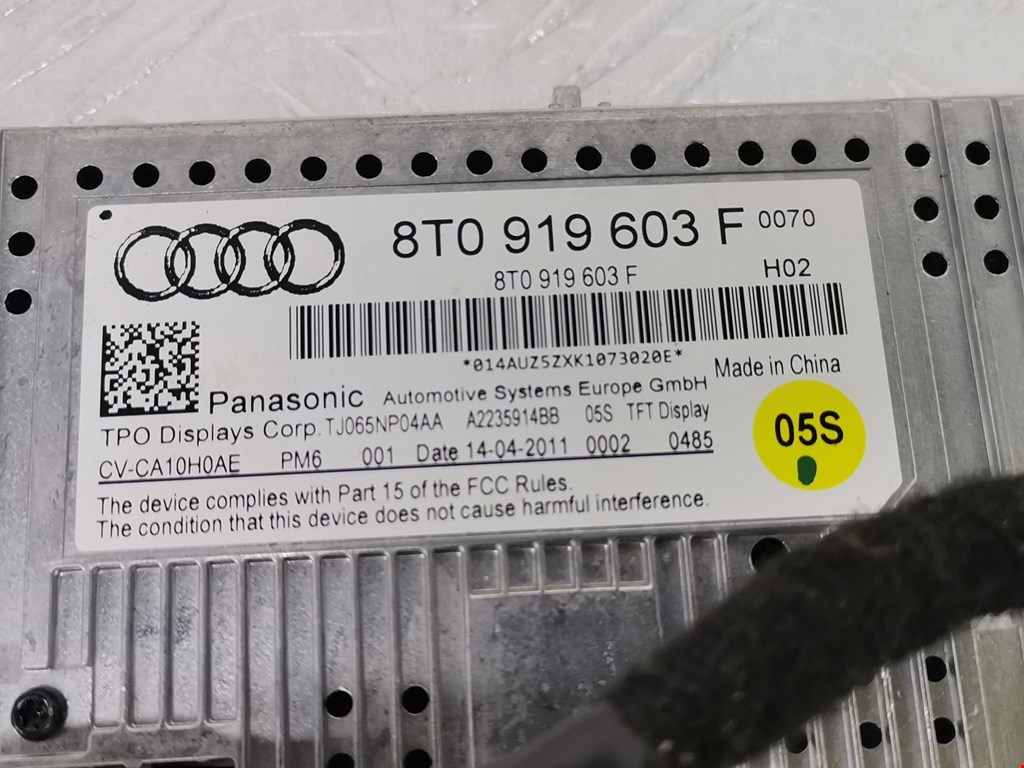 8T0 919 603 F 0070
8T0 919 603 F H02
*014AUZ5ZXK1073020E*
Made in China
Panasonic Automotive Systems Europe GmbH
TPO Displays Corp. TJ065NP04AA A2235914BB 05S TFT Display
CV-CA10H0AE PM6 001 Date 14-04-2011 0002 0485
05S
The device complies with Part 15 of the FCC Rules.
The condition that this device does not cause harmful interference.